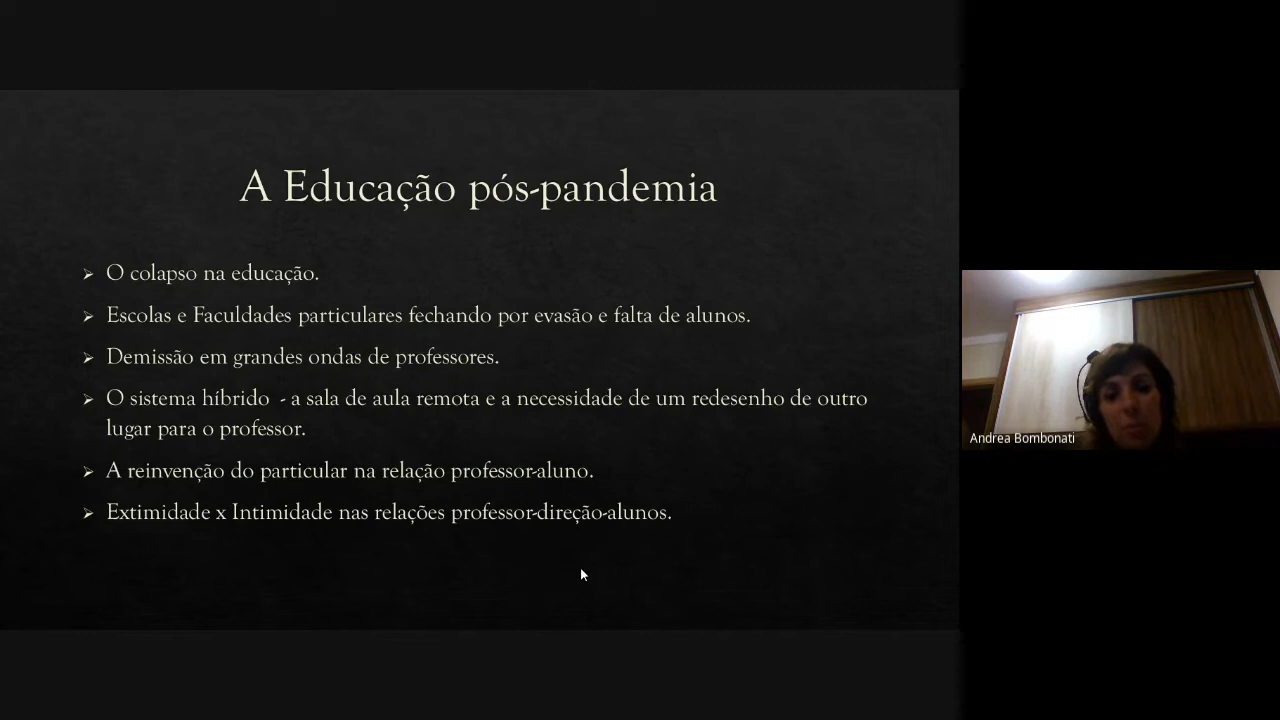 A Educação pós-pandemia
O colapso na educação.
Escolas e Faculdades particulares fechando por evasão e falta de alunos.
Demissão em grandes ondas de professores.
O sistema híbrido - a sala de aula remota e a necessidade de um redesenho de outro
lugar para o professor.
A reinvenção do particular na relação professor-aluno.
Extimidade x Intimidade nas relações professor-direção-alunos.
Andrea Bombonati